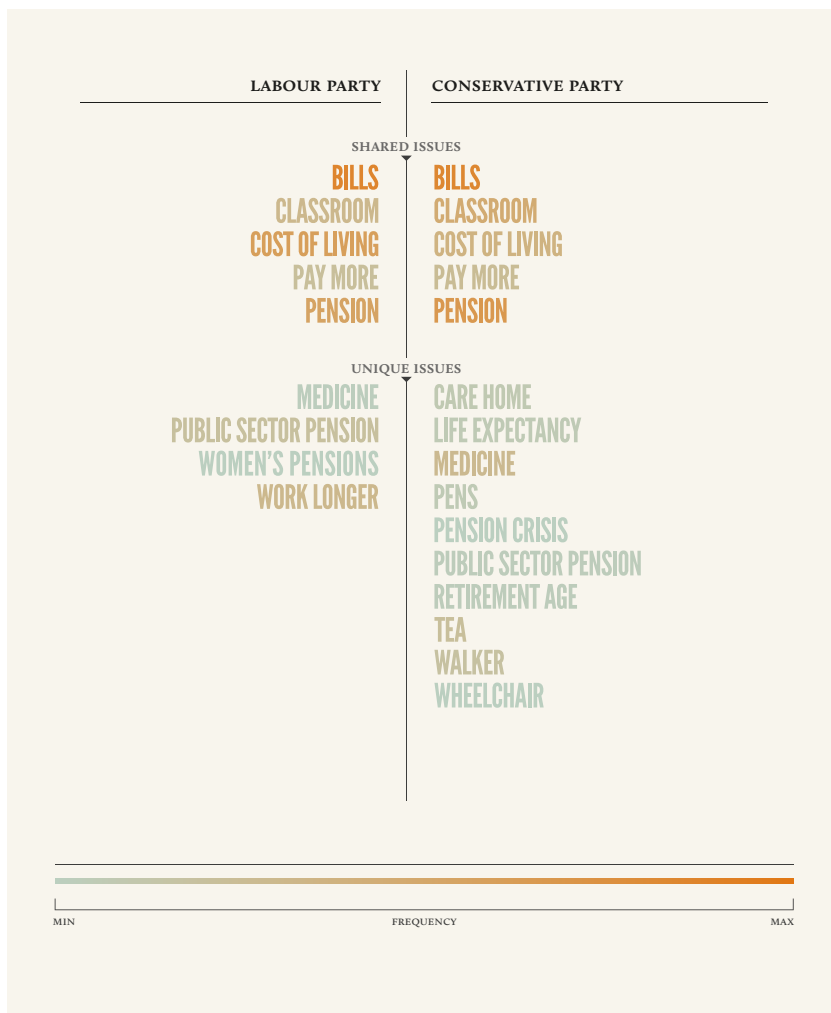 LABOUR PARTY
CONSERVATIVE PARTY
SHARED ISSUES
BILLS
CLASSROOM
COST OF LIVING
PAY MORE
PENSION
BILLS
CLASSROOM
COST OF LIVING
PAY MORE
PENSION
UNIQUE ISSUES
MEDICINE
PUBLIC SECTOR PENSION
WOMEN'S PENSIONS
WORK LONGER
CARE HOME
LIFE EXPECTANCY
MEDICINE
PENS
PENSION CRISIS
PUBLIC SECTOR PENSION
RETIREMENT AGE
TEA
WALKER
WHEELCHAIR
MIN
FREQUENCY
MAX